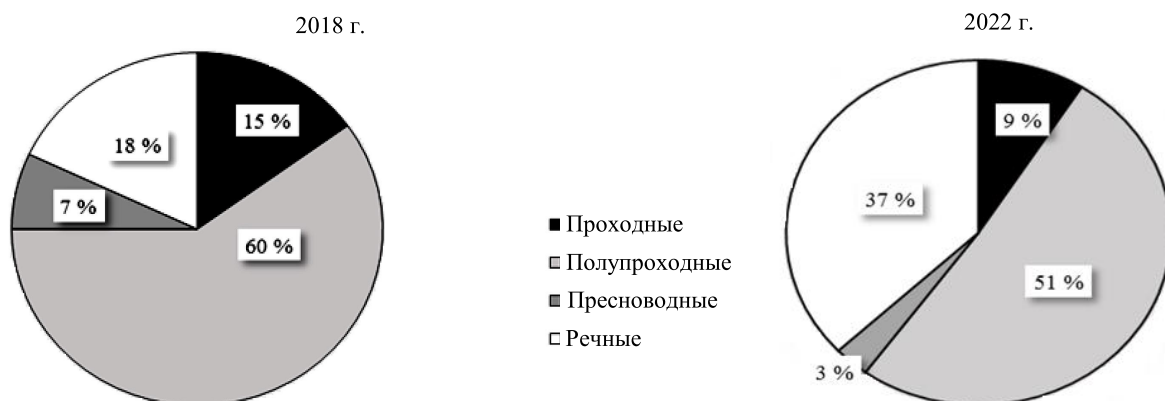 2018 г.
15 %
18 %
7 %
60 %
Проходные
Полупроходные
Пресноводные
Речные
2022 г.
9 %
37 %
51 %
3 %